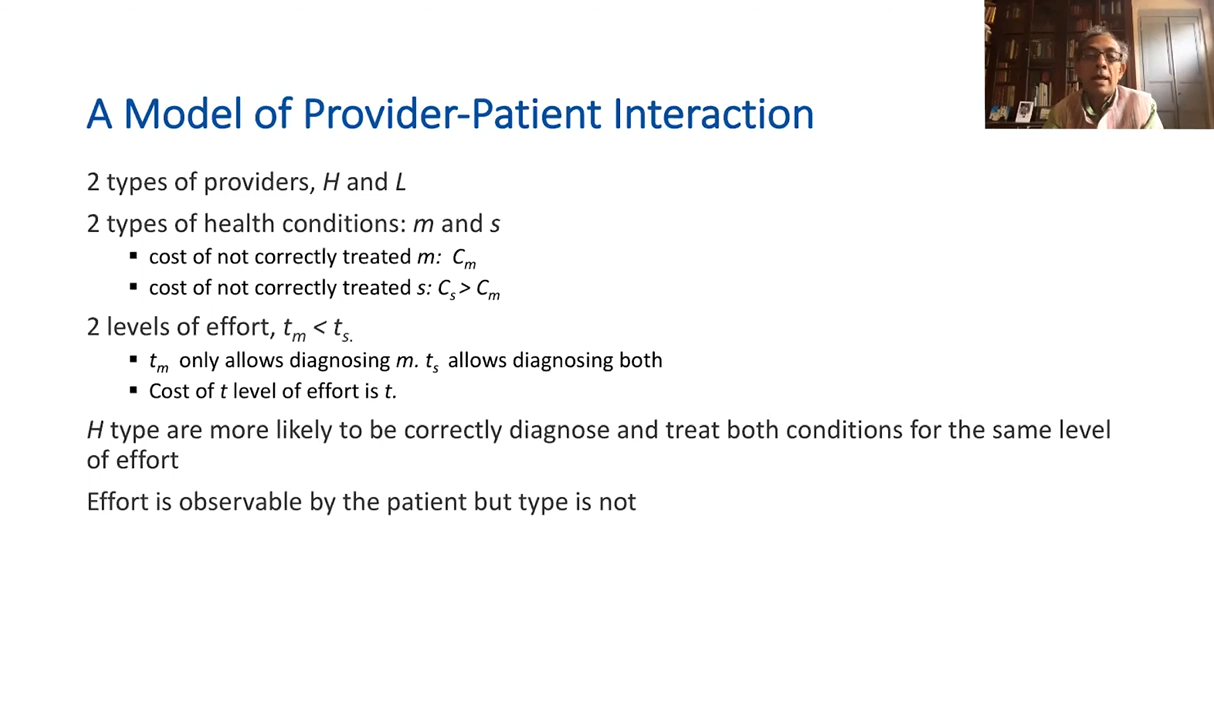 A Model of Provider-Patient Interaction
2 types of providers, H and L
2 types of health conditions: m and s
▪ cost of not correctly treated m: Cm
▪ cost of not correctly treated s: Cs > Cm
2 levels of effort, tm < ts.
▪ tm only allows diagnosing m. ts allows diagnosing both
▪ Cost of t level of effort is t.
H type are more likely to be correctly diagnose and treat both conditions for the same level
of effort
Effort is observable by the patient but type is not